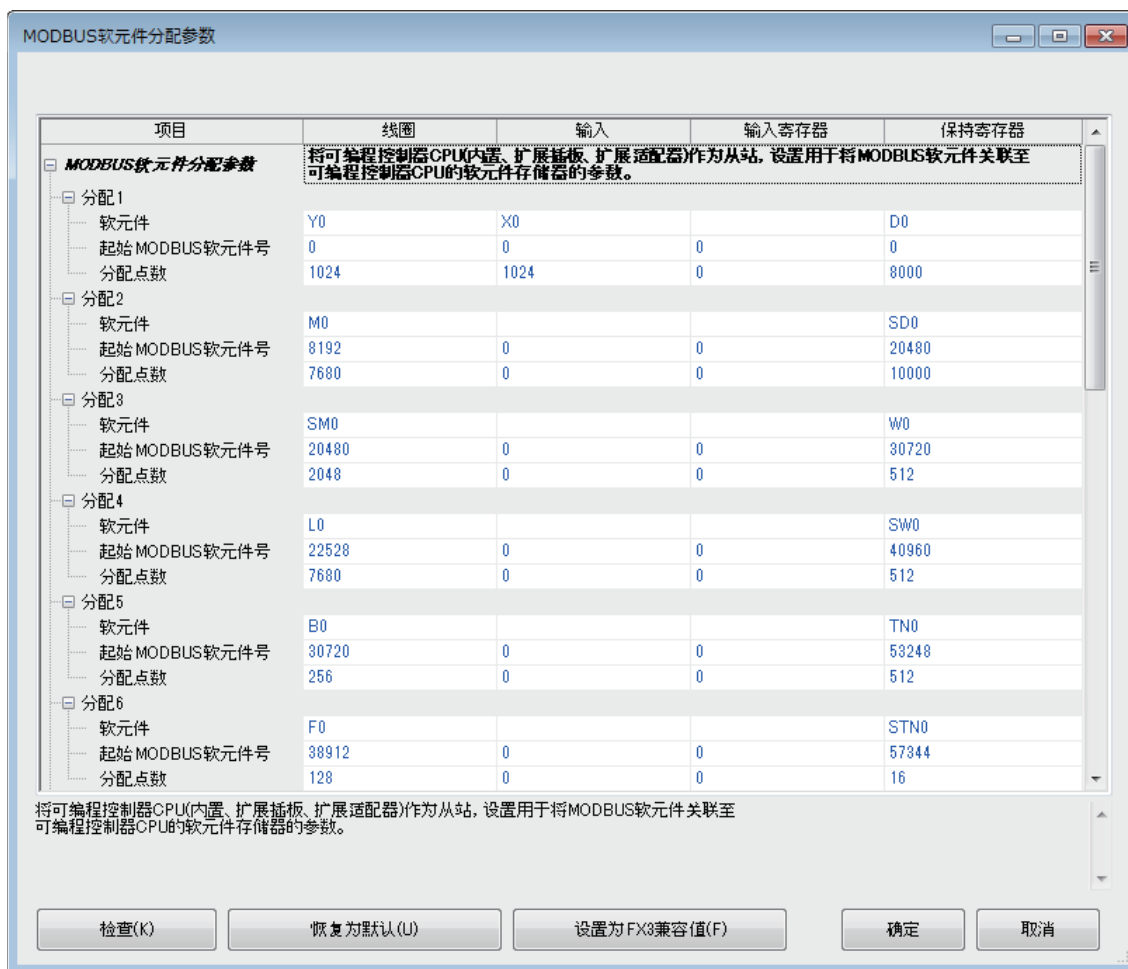 MODBUS软元件分配参数
项目 线圈 输入 输入寄存器 保持寄存器
MODBUS软元件分配参数 将可编程控制器CPU(内置、扩展插板、扩展适配器)作为从站, 设置用于将MODBUS软元件关联至
可编程控制器CPU的软元件存储器的参数。
分配1
软元件 Y0 X0 D0
起始MODBUS软元件号 0 0 0 0
分配点数 1024 1024 0 8000
分配2
软元件 M0 SD0
起始MODBUS软元件号 8192 0 0 20480
分配点数 7680 0 0 10000
分配3
软元件 SM0 W0
起始MODBUS软元件号 20480 0 0 30720
分配点数 2048 0 0 512
分配4
软元件 L0 SW0
起始MODBUS软元件号 22528 0 0 40960
分配点数 7680 0 0 512
分配5
软元件 B0 TN0
起始MODBUS软元件号 30720 0 0 53248
分配点数 256 0 0 512
分配6
软元件 F0 STN0
起始MODBUS软元件号 38912 0 0 57344
分配点数 128 0 0 16
将可编程控制器CPU(内置、扩展插板、扩展适配器)作为从站, 设置用于将MODBUS软元件关联至
可编程控制器CPU的软元件存储器的参数。
检查(K) 恢复为默认(U) 设置为FX3兼容值(F) 确定 取消